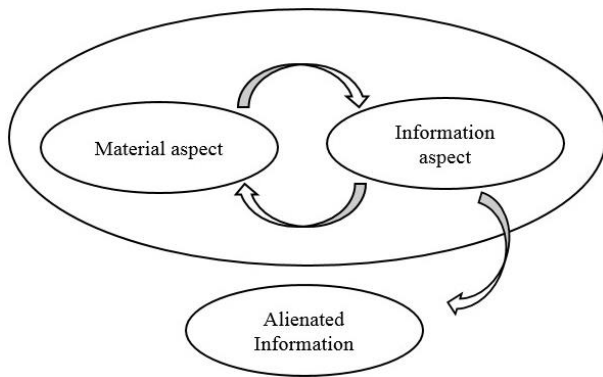 Material aspect
Information
aspect
Alienated
Information